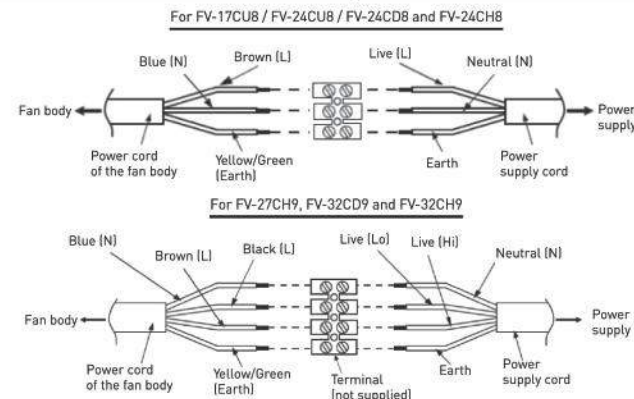 For FV-17CU8 / FV-24CU8 / FV-24CD8 and FV-24CH8
Brown (L)
Live (L)
Blue (N)
Neutral (N)
Fan body
Power
supply
Power cord
of the fan body
Yellow/Green
(Earth)
Earth
Power
supply cord
For FV-27CH9, FV-32CD9 and FV-32CH9
Blue (N)
Brown (L)
Black (L)
Live (Lo)
Live (Hi)
Neutral (N)
Fan body
Power
supply
Power cord
of the fan body
Yellow/Green
(Earth)
Terminal
(not supplied)
Earth
Power
supply cord